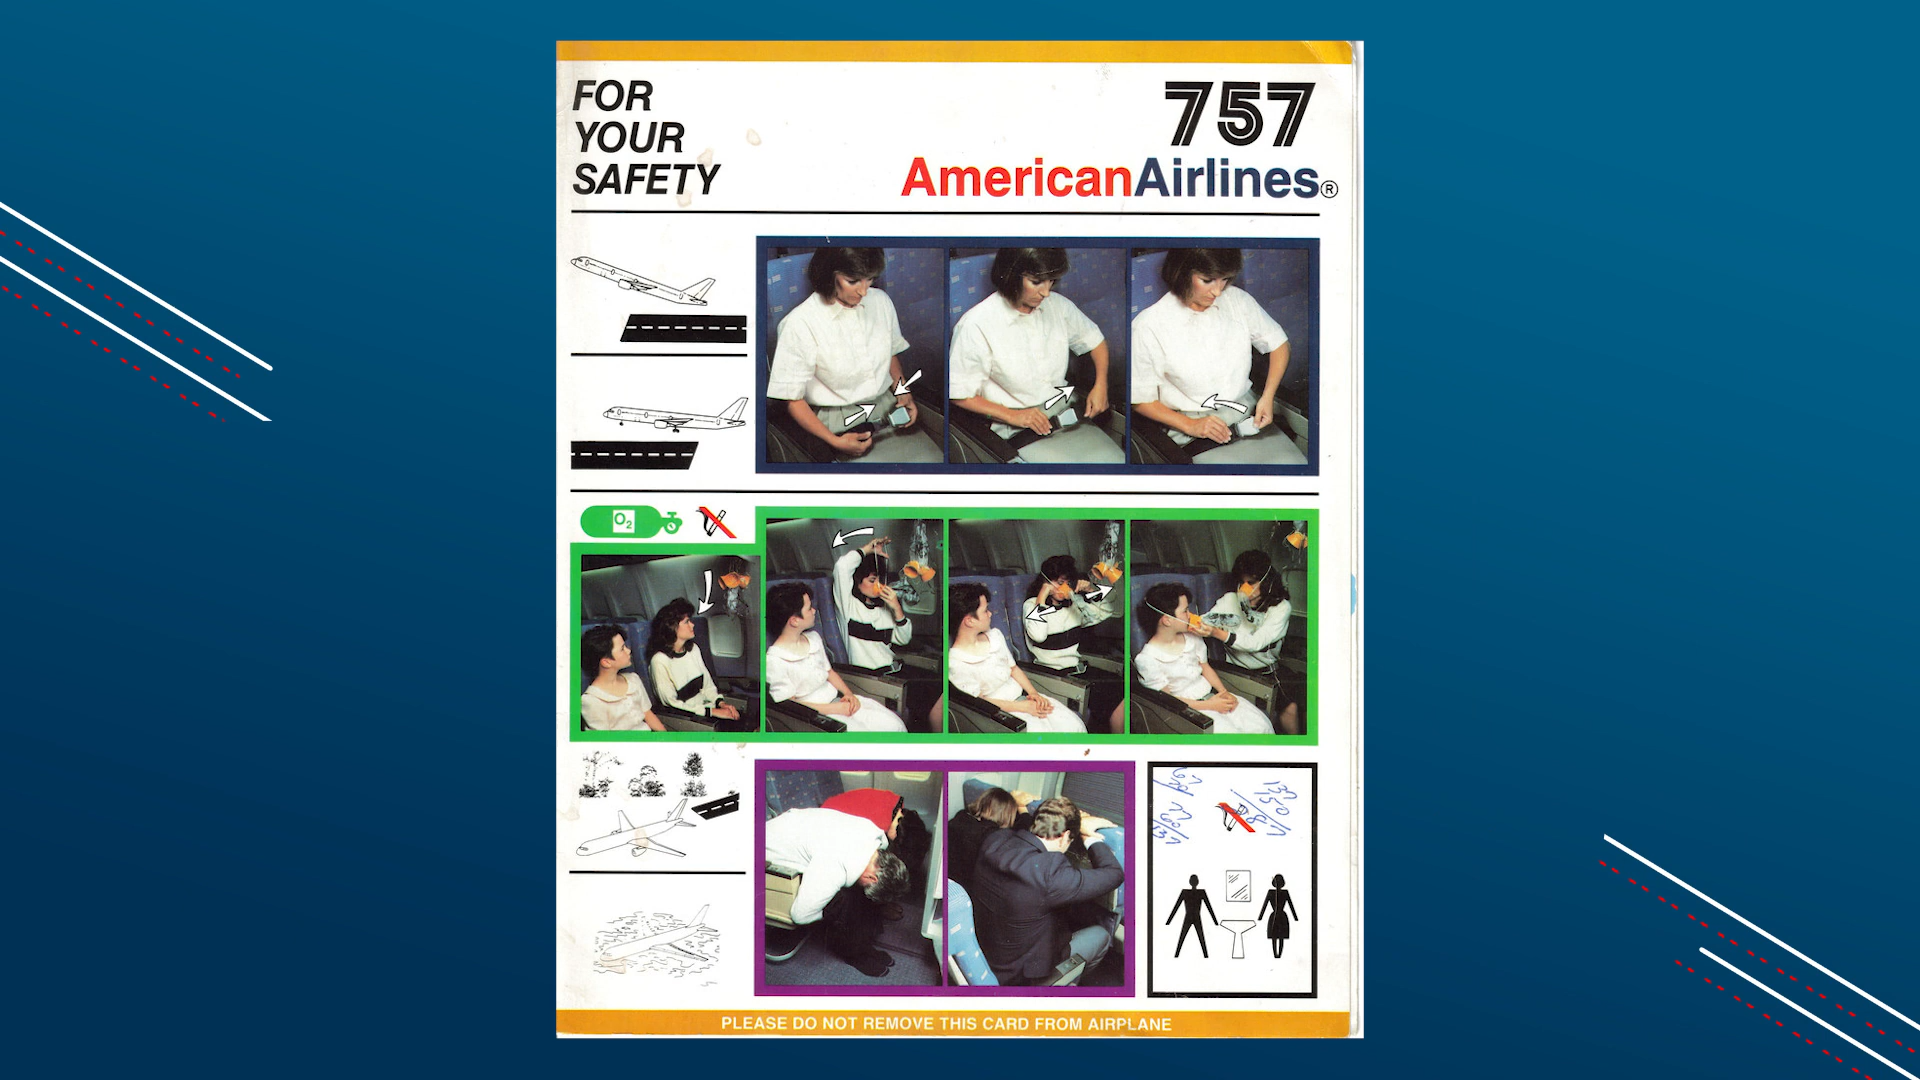 FOR
YOUR
SAFETY
757
AmericanAirlines®
O2
PLEASE DO NOT REMOVE THIS CARD FROM AIRPLANE